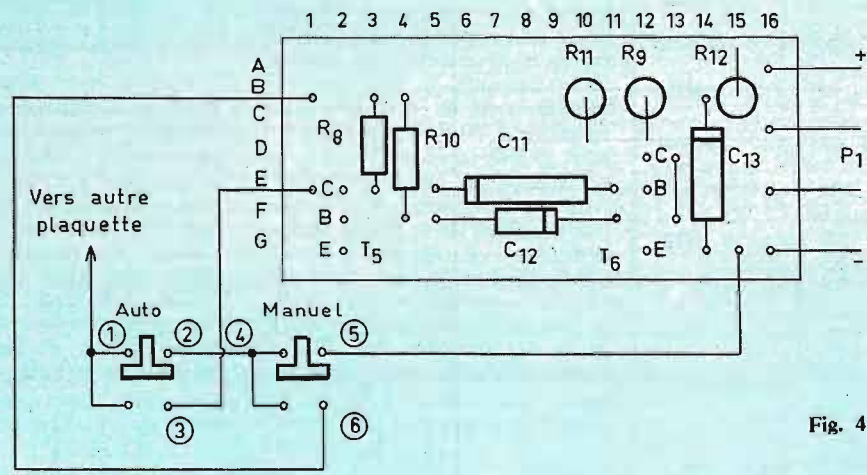 1 2 3 4 5 6 7 8 9 10 11 12 13 14 15 16
A
B
C
D
E
F
G
R8
R10
C11
R11
R9
R12
C13
C
B
E
T5
C12
T6
C
B
E
+
P1
–
Vers autre
plaquette
Auto
Manuel
1
2
3
4
5
6
Fig. 4